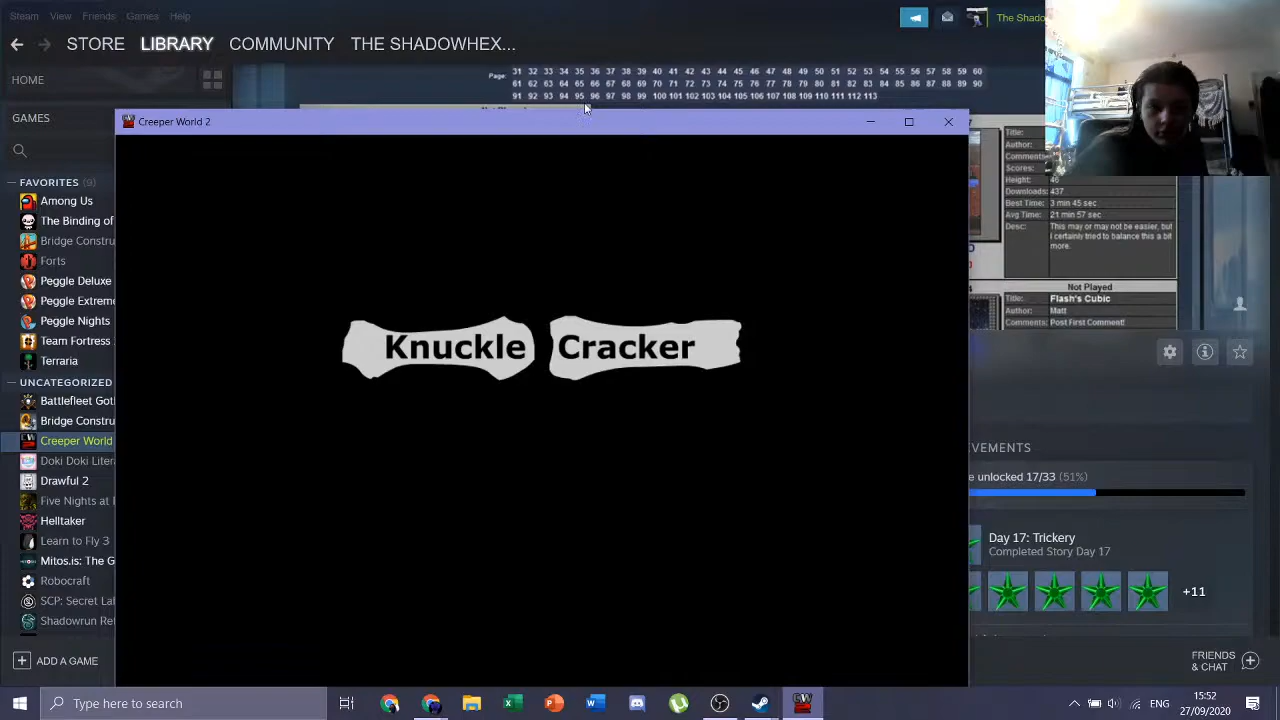 Steam View Friends Games Help
The Shado
STORE LIBRARY COMMUNITY THE SHADOWHEX...
HOME
GAMES
FAVORITES (9)
Among Us
The Binding of
Bridge Constru
Forts
Peggle Deluxe
Peggle Extreme
Peggle Nights
Team Fortress
Terraria
UNCATEGORIZED
Battlefleet Got
Bridge Constru
Creeper World
Doki Doki Litera
Drawful 2
Five Nights at
Helltaker
Learn to Fly 3
Mitos.is: The G
Robocraft
SCP: Secret Lab
Shadowrun Ret
ADD A GAME
Page: 31 32 33 34 35 36 37 38 39 40 41 42 43 44 45 46 47 48 49 50 51 52 53 54 55 56 57 58 59 60
61 62 63 64 65 66 67 68 69 70 71 72 73 74 75 76 77 78 79 80 81 82 83 84 85 86 87 88 89 90
91 92 93 94 95 96 97 98 99 100 101 102 103 104 105 106 107 108 109 110 111 112 113
Creeper World 2
Knuckle Cracker
Title:
Author:
Comments
Scores:
Height: 46
Downloads: 437
Best Time: 3 min 45 sec
Avg Time: 21 min 57 sec
Desc: This may or may not be easier, but
i certainly tried to balance this a bit
more.
Not Played
Title: Flash's Cubic
Author: Matt
Comments: Post First Comment!
EVEMENTS
e unlocked 17/33 (51%)
Day 17: Trickery
Completed Story Day 17
+11
FRIENDS
& CHAT
Type here to search
15:52
27/09/2020